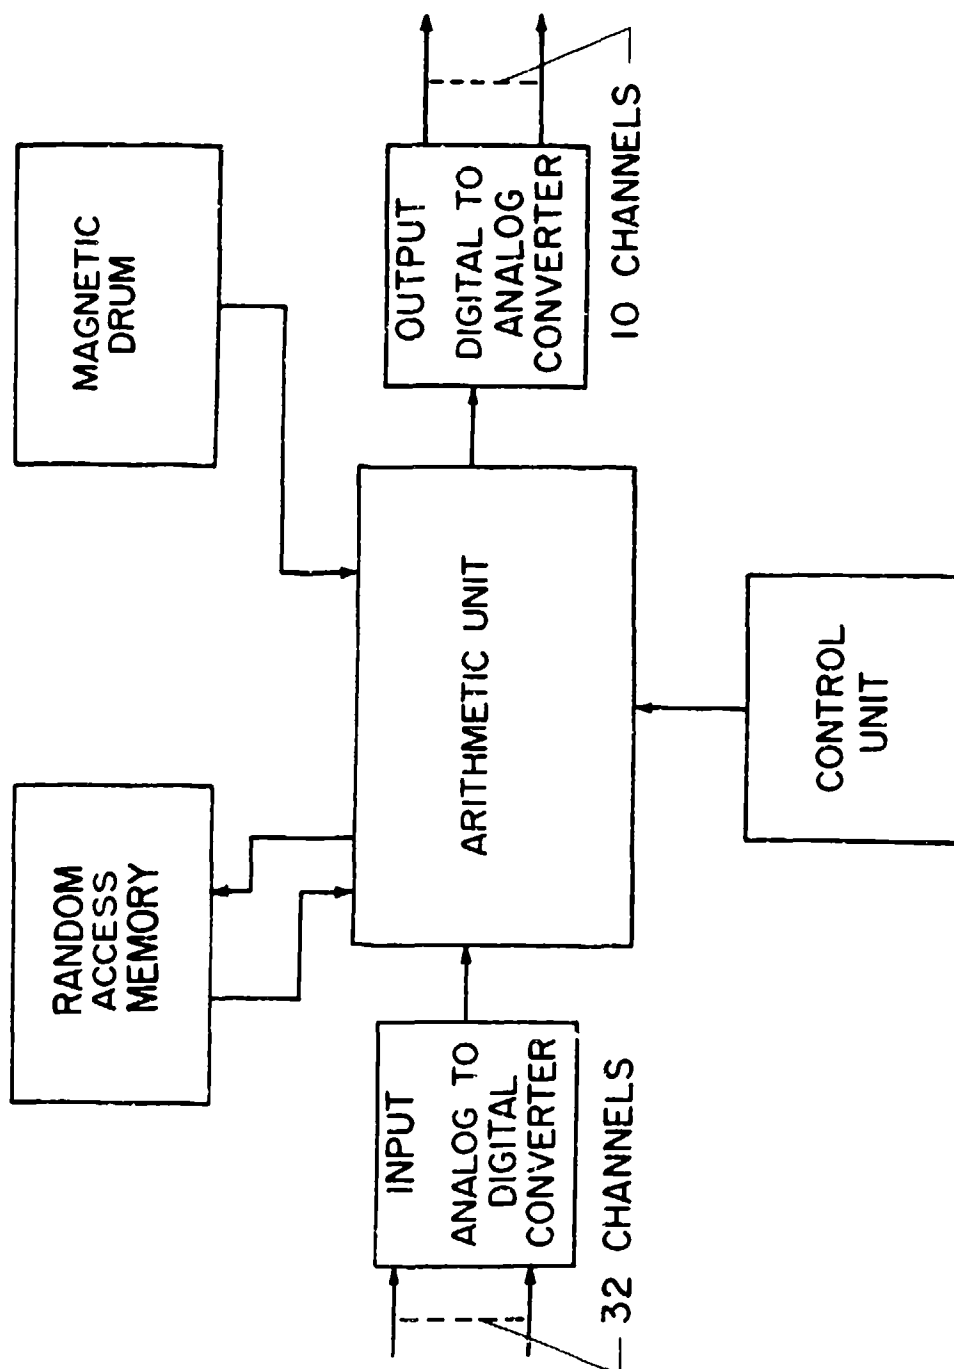 RANDOM
ACCESS
MEMORY
MAGNETIC
DRUM
INPUT
ANALOG TO
DIGITAL
CONVERTER
32 CHANNELS
ARITHMETIC UNIT
OUTPUT
DIGITAL TO
ANALOG
CONVERTER
10 CHANNELS
CONTROL
UNIT